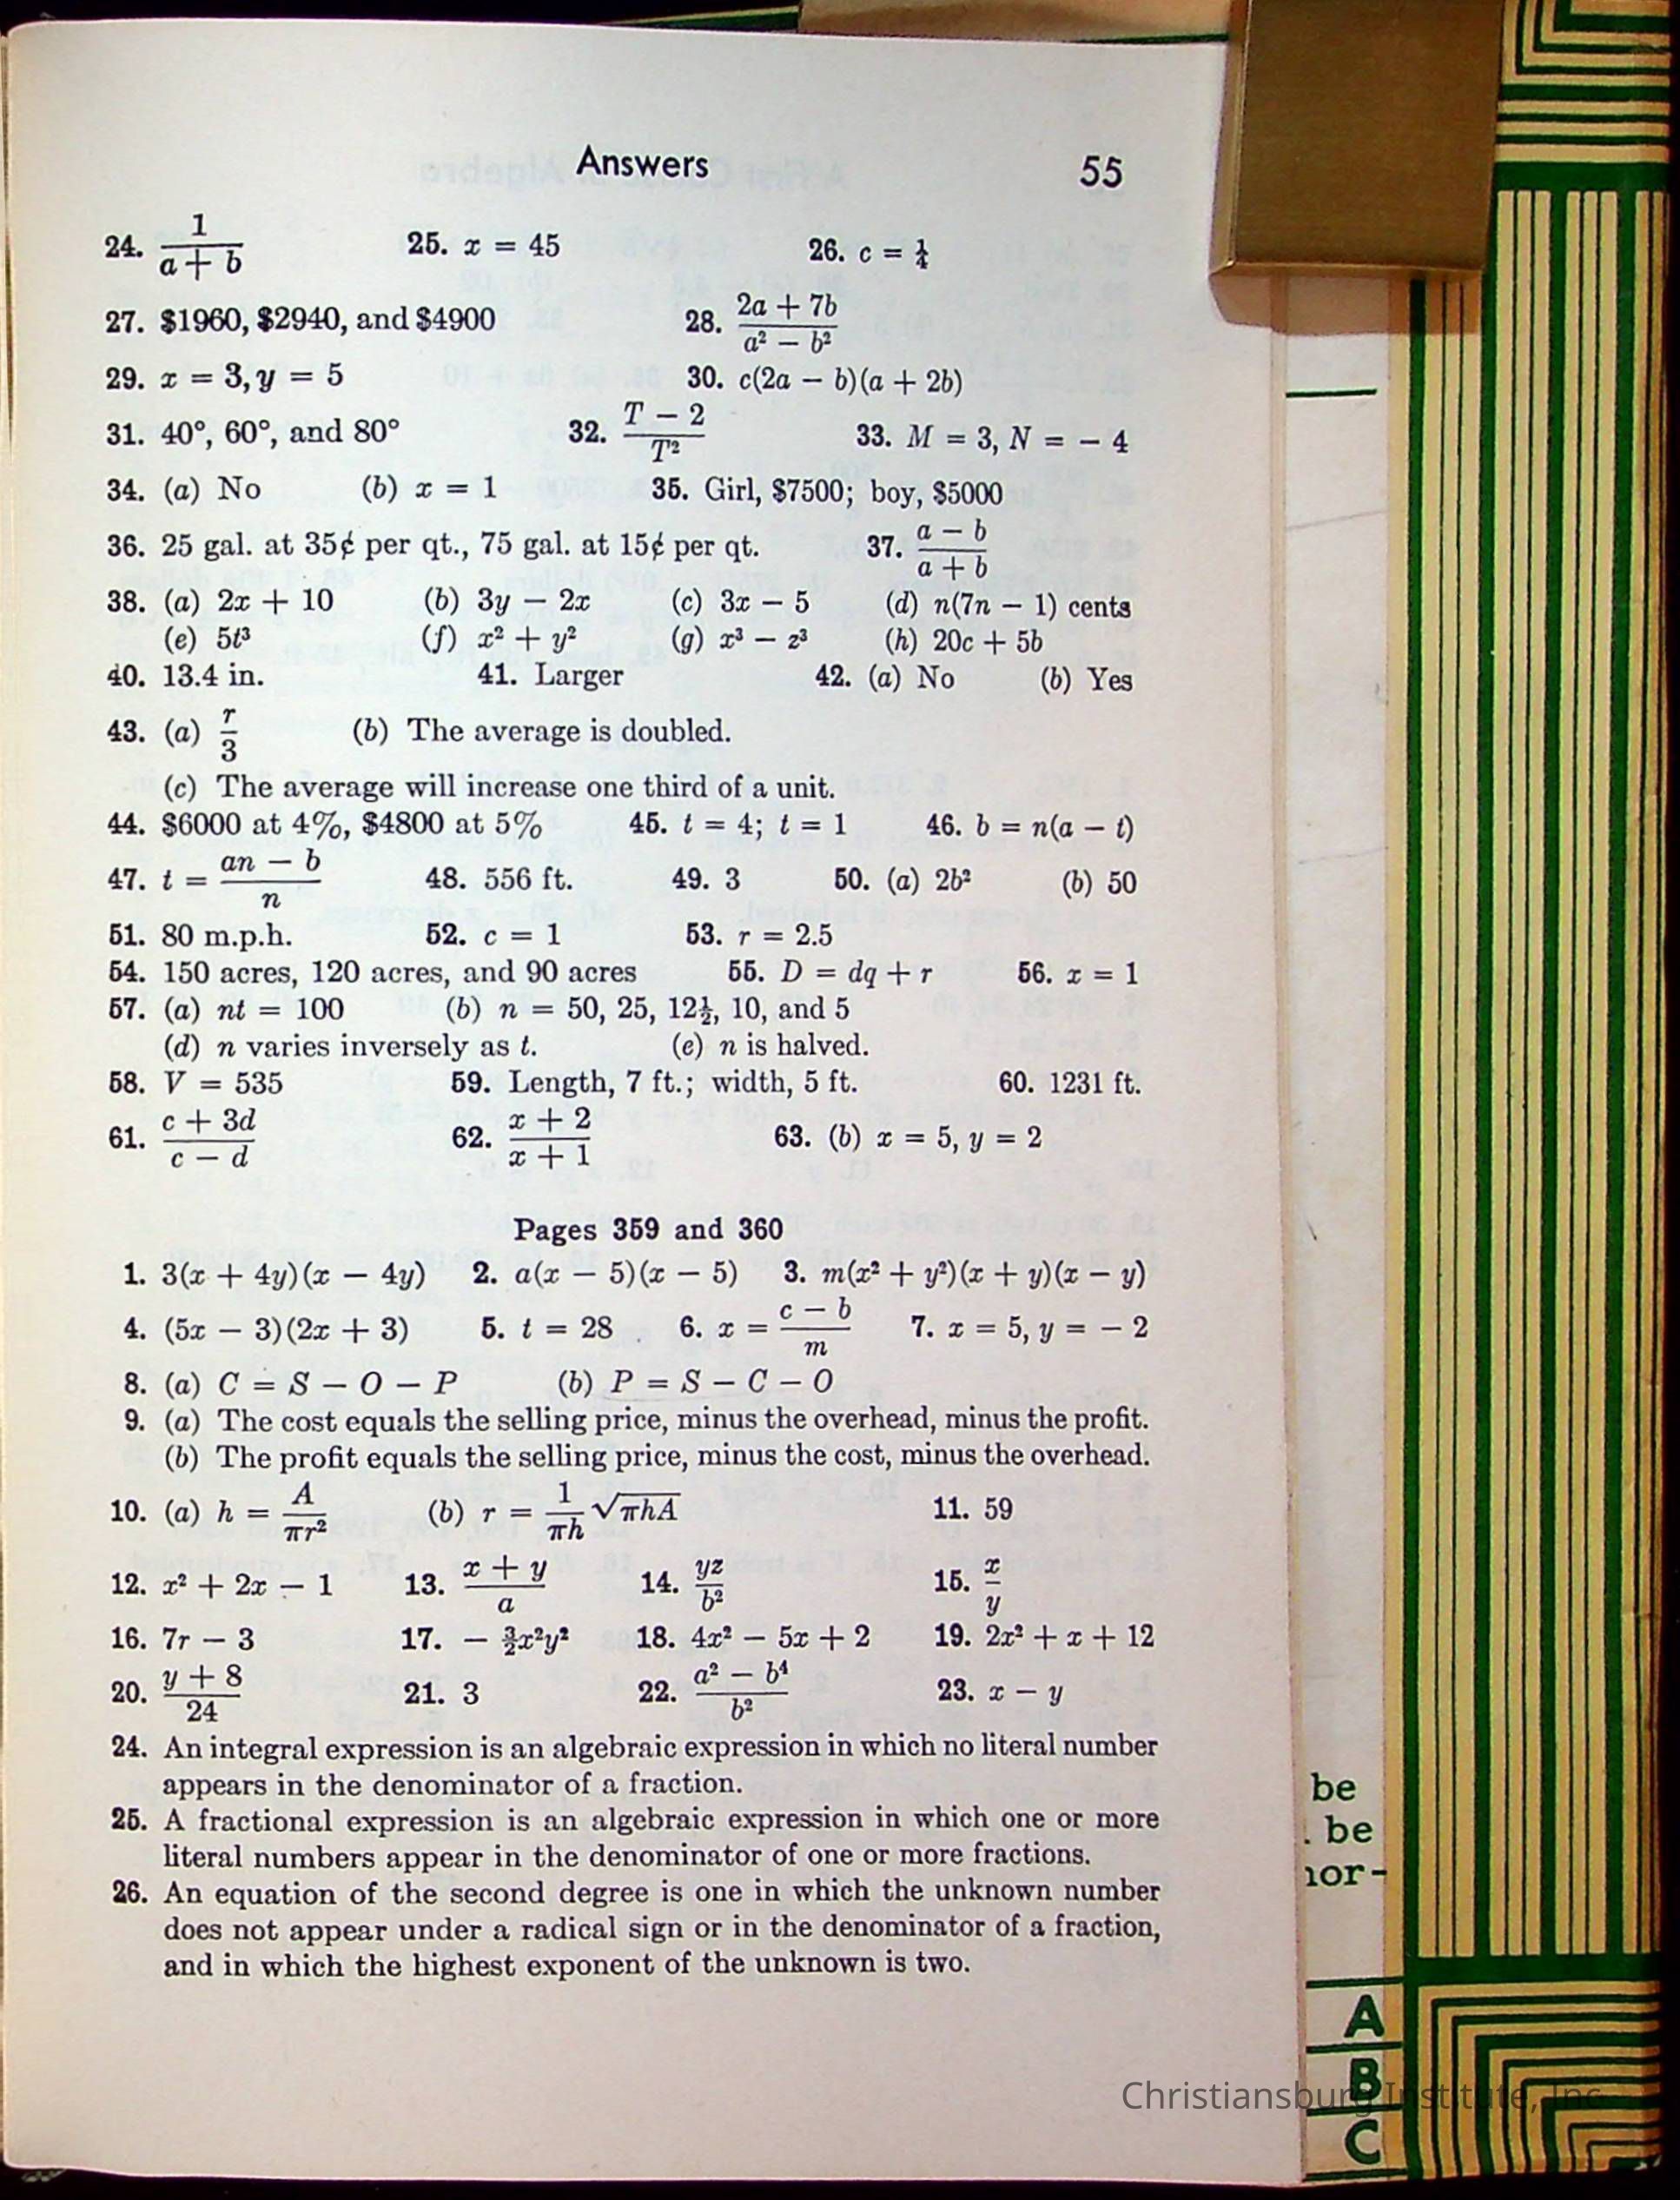 Answers 55
24. 1/(a + b) 25. x = 45 26. c = 1/4
27. $1960, $2940, and $4900 28. (2a + 7b)/(a² − b²)
29. x = 3, y = 5 30. c(2a − b)(a + 2b)
31. 40°, 60°, and 80° 32. (T − 2)/T² 33. M = 3, N = − 4
34. (a) No (b) x = 1 35. Girl, $7500; boy, $5000
36. 25 gal. at 35¢ per qt., 75 gal. at 15¢ per qt. 37. (a − b)/(a + b)
38. (a) 2x + 10 (b) 3y − 2x (c) 3x − 5 (d) n(7n − 1) cents
(e) 5t³ (f) x² + y² (g) x³ − z³ (h) 20c + 5b
40. 13.4 in. 41. Larger 42. (a) No (b) Yes
43. (a) r/3 (b) The average is doubled.
(c) The average will increase one third of a unit.
44. $6000 at 4%, $4800 at 5% 45. t = 4; t = 1 46. b = n(a − t)
47. t = (an − b)/n 48. 556 ft. 49. 3 50. (a) 2b² (b) 50
51. 80 m.p.h. 52. c = 1 53. r = 2.5
54. 150 acres, 120 acres, and 90 acres 55. D = dq + r 56. x = 1
57. (a) nt = 100 (b) n = 50, 25, 12½, 10, and 5
(d) n varies inversely as t. (e) n is halved.
58. V = 535 59. Length, 7 ft.; width, 5 ft. 60. 1231 ft.
61. (c + 3d)/(c − d) 62. (x + 2)/(x + 1) 63. (b) x = 5, y = 2
Pages 359 and 360
1. 3(x + 4y)(x − 4y) 2. a(x − 5)(x − 5) 3. m(x² + y²)(x + y)(x − y)
4. (5x − 3)(2x + 3) 5. t = 28 6. x = (c − b)/m 7. x = 5, y = − 2
8. (a) C = S − O − P (b) P = S − C − O
9. (a) The cost equals the selling price, minus the overhead, minus the profit.
(b) The profit equals the selling price, minus the cost, minus the overhead.
10. (a) h = A/πr² (b) r = 1/πh √πhA 11. 59
12. x² + 2x − 1 13. (x + y)/a 14. yz/b² 15. x/y
16. 7r − 3 17. − 3/2x²y² 18. 4x² − 5x + 2 19. 2x² + x + 12
20. (y + 8)/24 21. 3 22. (a² − b⁴)/b² 23. x − y
24. An integral expression is an algebraic expression in which no literal number
appears in the denominator of a fraction.
25. A fractional expression is an algebraic expression in which one or more
literal numbers appear in the denominator of one or more fractions.
26. An equation of the second degree is one in which the unknown number
does not appear under a radical sign or in the denominator of a fraction,
and in which the highest exponent of the unknown is two.
be
. be
A
B
C
Christiansburg Institute, Inc